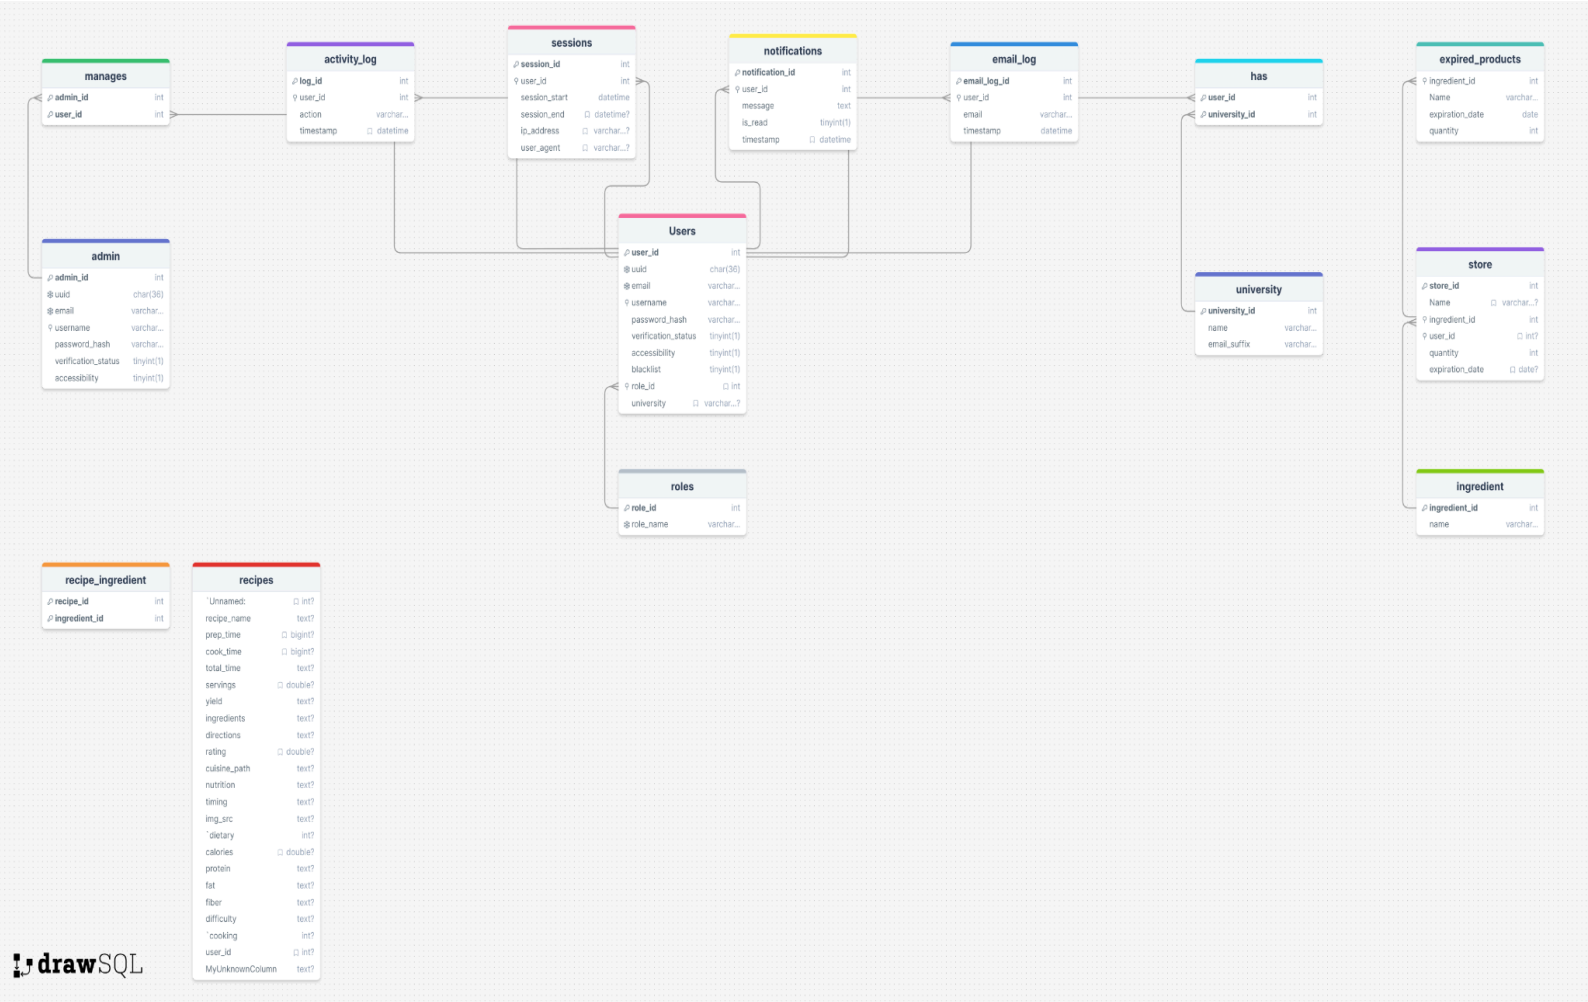 manages
admin_id int
user_id int
activity_log
log_id int
user_id int
action varchar...
timestamp datetime
sessions
session_id int
user_id int
session_start datetime
session_end datetime?
ip_address varchar...?
user_agent varchar...?
notifications
notification_id int
user_id int
message text
is_read tinyint(1)
timestamp datetime
email_log
email_log_id int
user_id int
email varchar...
timestamp datetime
has
user_id int
university_id int
expired_products
ingredient_id int
Name varchar...
expiration_date date
quantity int
admin
admin_id int
uuid char(36)
email varchar...
username varchar...
password_hash varchar...
verification_status tinyint(1)
accessibility tinyint(1)
Users
user_id int
uuid char(36)
email varchar...
username varchar...
password_hash varchar...
verification_status tinyint(1)
accessibility tinyint(1)
blacklist tinyint(1)
role_id int
university varchar...?
university
university_id int
name varchar...
email_suffix varchar...
store
store_id int
Name varchar...?
ingredient_id int
user_id int?
quantity int
expiration_date date?
roles
role_id int
role_name varchar...
ingredient
ingredient_id int
name varchar...
recipe_ingredient
recipe_id int
ingredient_id int
recipes
`Unnamed: int?
recipe_name text?
prep_time bigint?
cook_time bigint?
total_time text?
servings double?
yield text?
ingredients text?
directions text?
rating double?
cuisine_path text?
nutrition text?
timing text?
img_src text?
`dietary int?
calories double?
protein text?
fat text?
fiber text?
difficulty text?
`cooking int?
user_id int?
MyUnknownColumn text?
drawSQL